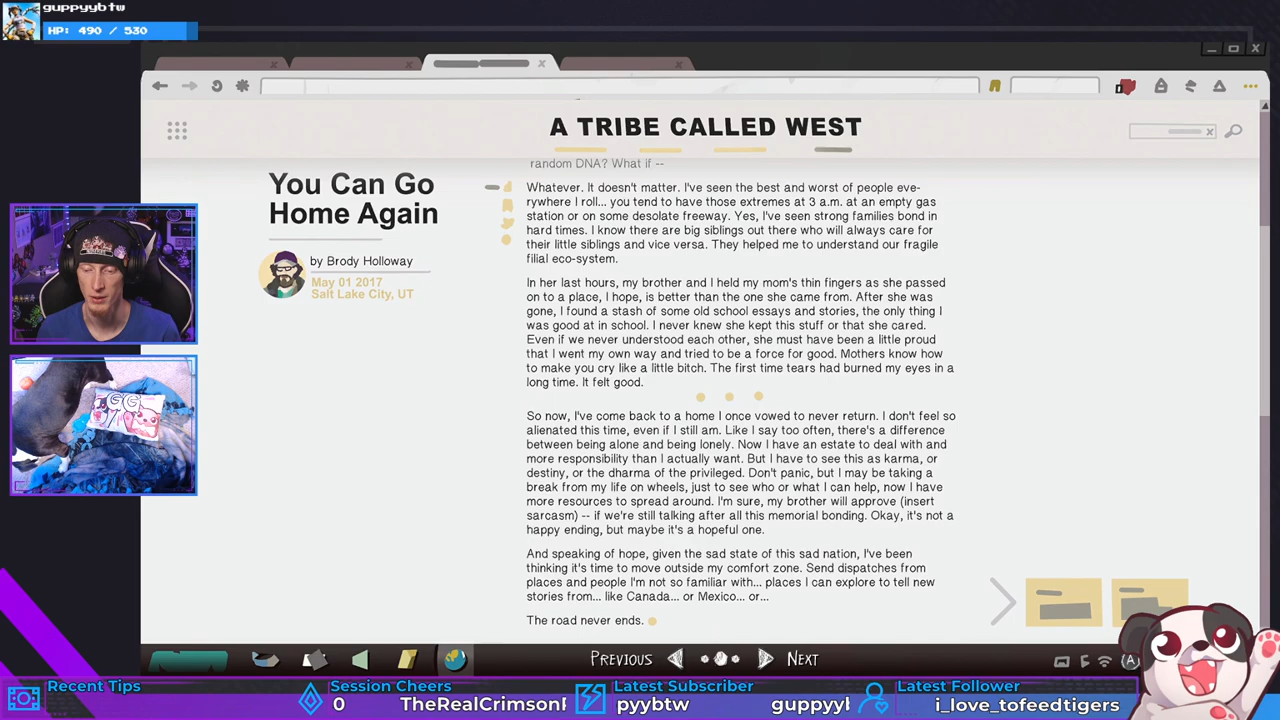 guppyybtw
HP: 490 / 530
A TRIBE CALLED WEST
random DNA? What if --
You Can Go
Home Again
by Brody Holloway
May 01 2017
Salt Lake City, UT
Whatever. It doesn't matter. I've seen the best and worst of people eve-
rywhere I roll... you tend to have those extremes at 3 a.m. at an empty gas
station or on some desolate freeway. Yes, I've seen strong families bond in
hard times. I know there are big siblings out there who will always care for
their little siblings and vice versa. They helped me to understand our fragile
filial eco-system.
In her last hours, my brother and I held my mom's thin fingers as she passed
on to a place, I hope, is better than the one she came from. After she was
gone, I found a stash of some old school essays and stories, the only thing I
was good at in school. I never knew she kept this stuff or that she cared.
Even if we never understood each other, she must have been a little proud
that I went my own way and tried to be a force for good. Mothers know how
to make you cry like a little bitch. The first time tears had burned my eyes in a
long time. It felt good.
So now, I've come back to a home I once vowed to never return. I don't feel so
alienated this time, even if I still am. Like I say too often, there's a difference
between being alone and being lonely. Now I have an estate to deal with and
more responsibility than I actually want. But I have to see this as karma, or
destiny, or the dharma of the privileged. Don't panic, but I may be taking a
break from my life on wheels, just to see who or what I can help, now I have
more resources to spread around. I'm sure, my brother will approve (insert
sarcasm) -- if we're still talking after all this memorial bonding. Okay, it's not a
happy ending, but maybe it's a hopeful one.
And speaking of hope, given the sad state of this sad nation, I've been
thinking it's time to move outside my comfort zone. Send dispatches from
places and people I'm not so familiar with... places I can explore to tell new
stories from... like Canada... or Mexico... or...
The road never ends.
PREVIOUS
NEXT
(A)
Recent Tips
Session Cheers
0 TheRealCrimson
Latest Subscriber
pyybtw guppyy
Latest Follower
i_love_tofeedtigers